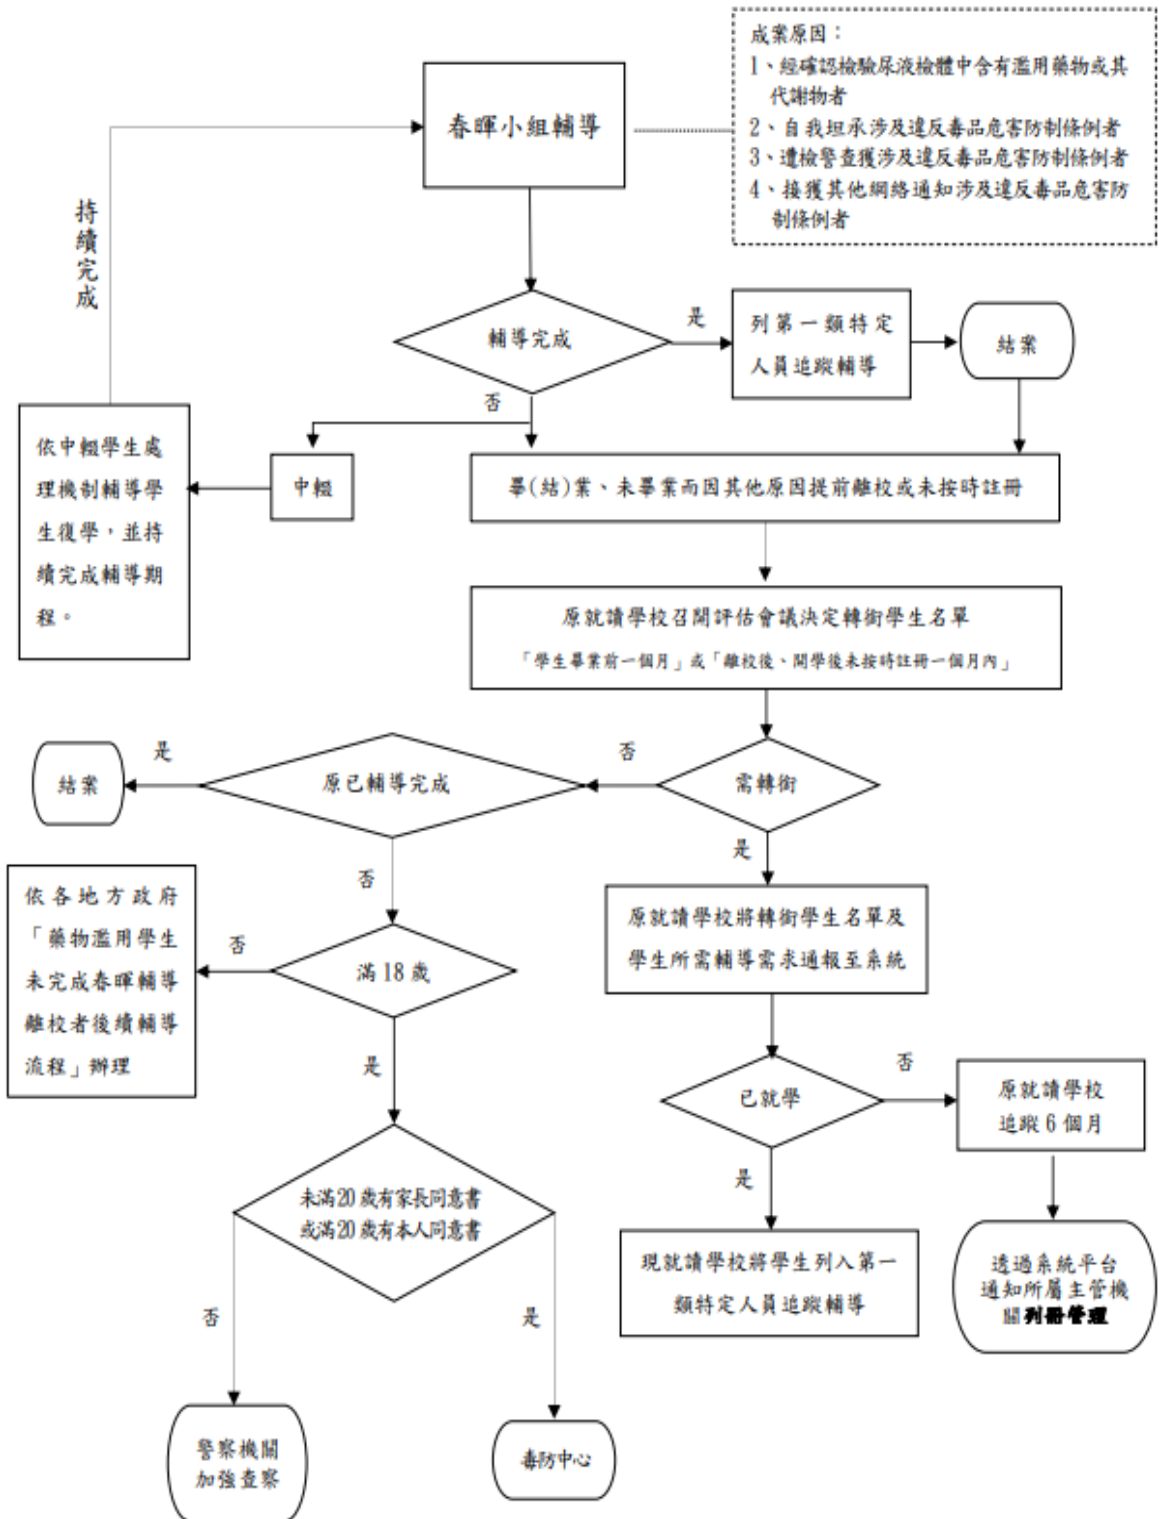 成案原因：
1、經確認檢驗尿液檢體中含有濫用藥物或其
代謝物者
2、自我坦承涉及違反毒品危害防制條例者
3、遭檢警查獲涉及違反毒品危害防制條例者
4、接獲其他網絡通知涉及違反毒品危害防
制條例者
春暉小組輔導
持續完成
輔導完成
是
列第一類特定
人員追蹤輔導
結案
否
中輟
依中輟學生處
理機制輔導學
生復學，並持
續完成輔導期
程。
畢(結)業、未畢業而因其他原因提前離校或未按時註冊
原就讀學校召開評估會議決定轉銜學生名單
「學生畢業前一個月」或「離校後、開學後未按時註冊一個月內」
需轉銜
否
原已輔導完成
是
結案
否
滿 18 歲
否
依各地方政府
「藥物濫用學生
未完成春暉輔導
離校者後續輔導
流程」辦理
是
未滿20歲有家長同意書
或滿20歲有本人同意書
否
警察機關
加強查察
是
毒防中心
是
原就讀學校將轉銜學生名單及
學生所需輔導需求通報至系統
已就學
否
原就讀學校
追蹤 6 個月
透過系統平台
通知所屬主管機
關列冊管理
是
現就讀學校將學生列入第一
類特定人員追蹤輔導